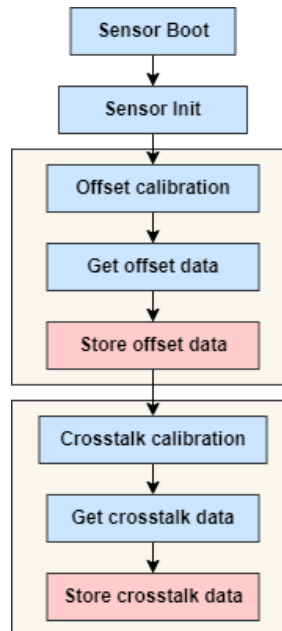 Sensor Boot
Sensor Init
Offset calibration
Get offset data
Store offset data
Crosstalk calibration
Get crosstalk data
Store crosstalk data